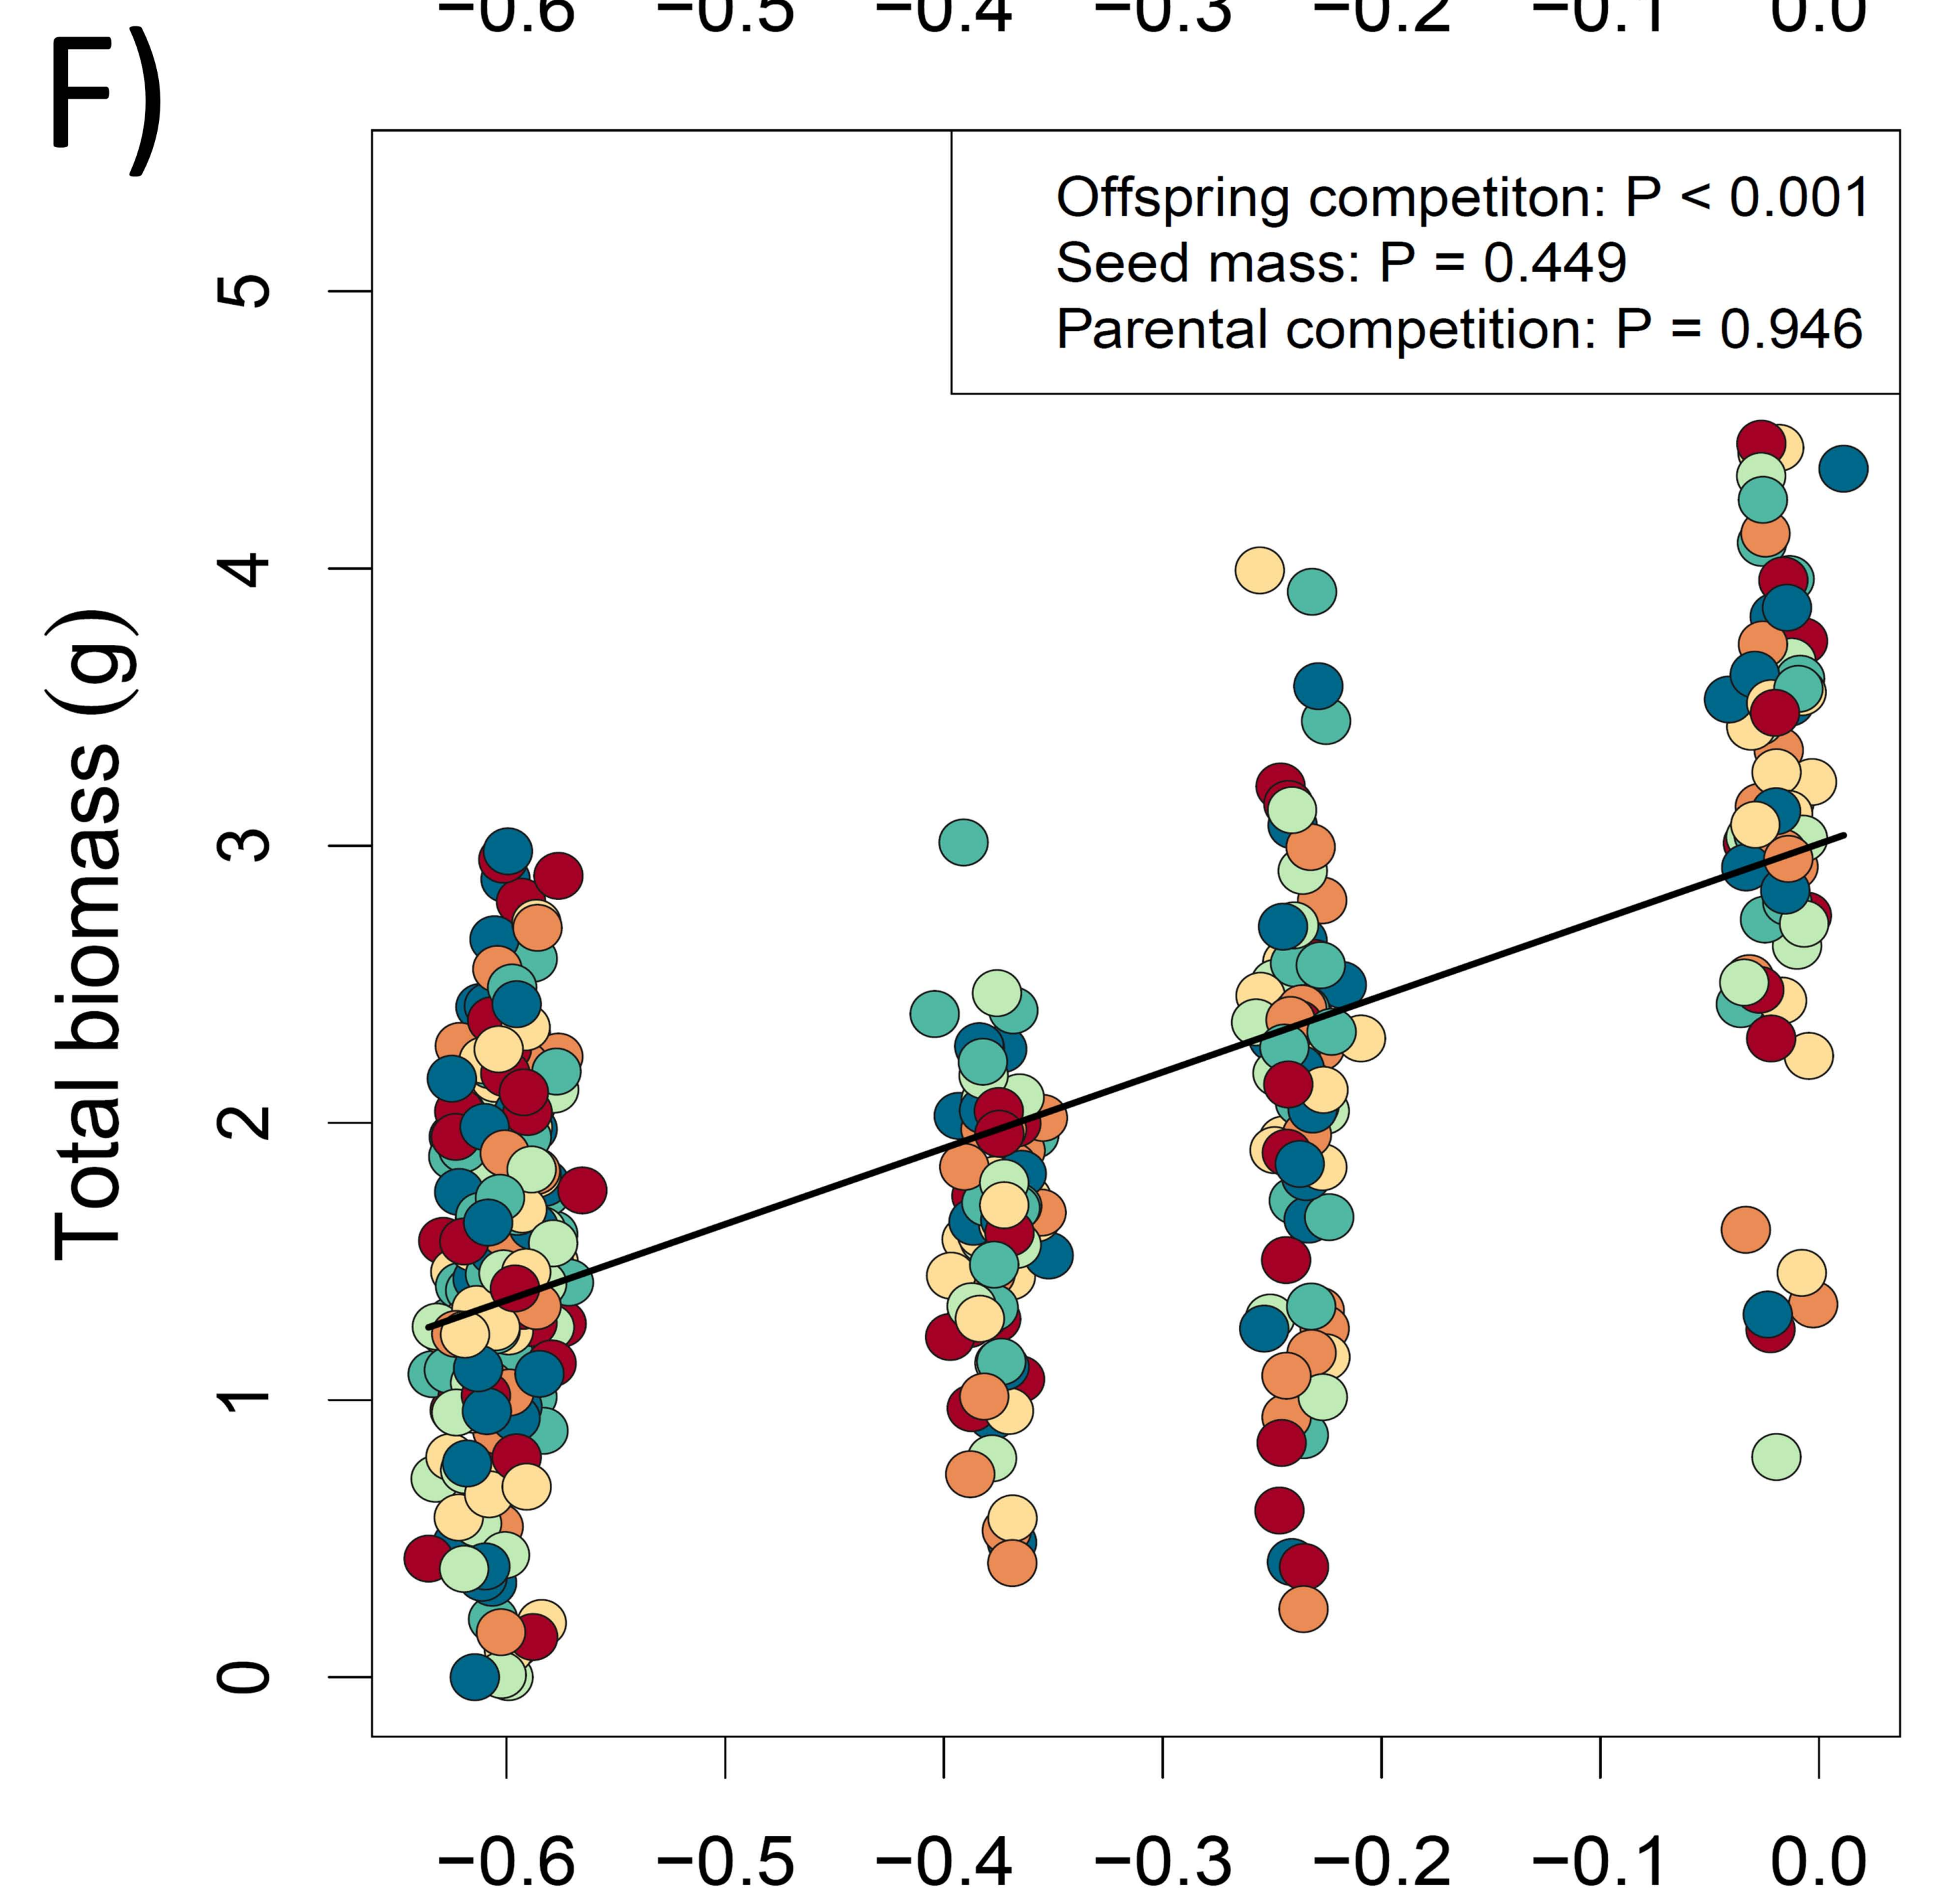 −0.6 −0.5 −0.4 −0.3 −0.2 −0.1 0.0
F)
Offspring competiton: P < 0.001
Seed mass: P = 0.449
Parental competition: P = 0.946
5
4
3
2
1
0
Total biomass (g)
−0.6 −0.5 −0.4 −0.3 −0.2 −0.1 0.0